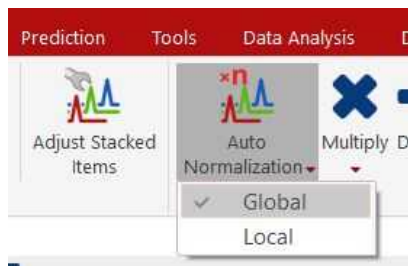 Prediction Tools Data Analysis
×n
Adjust Stacked Items
Auto Normalization
Multiply
Global
Local